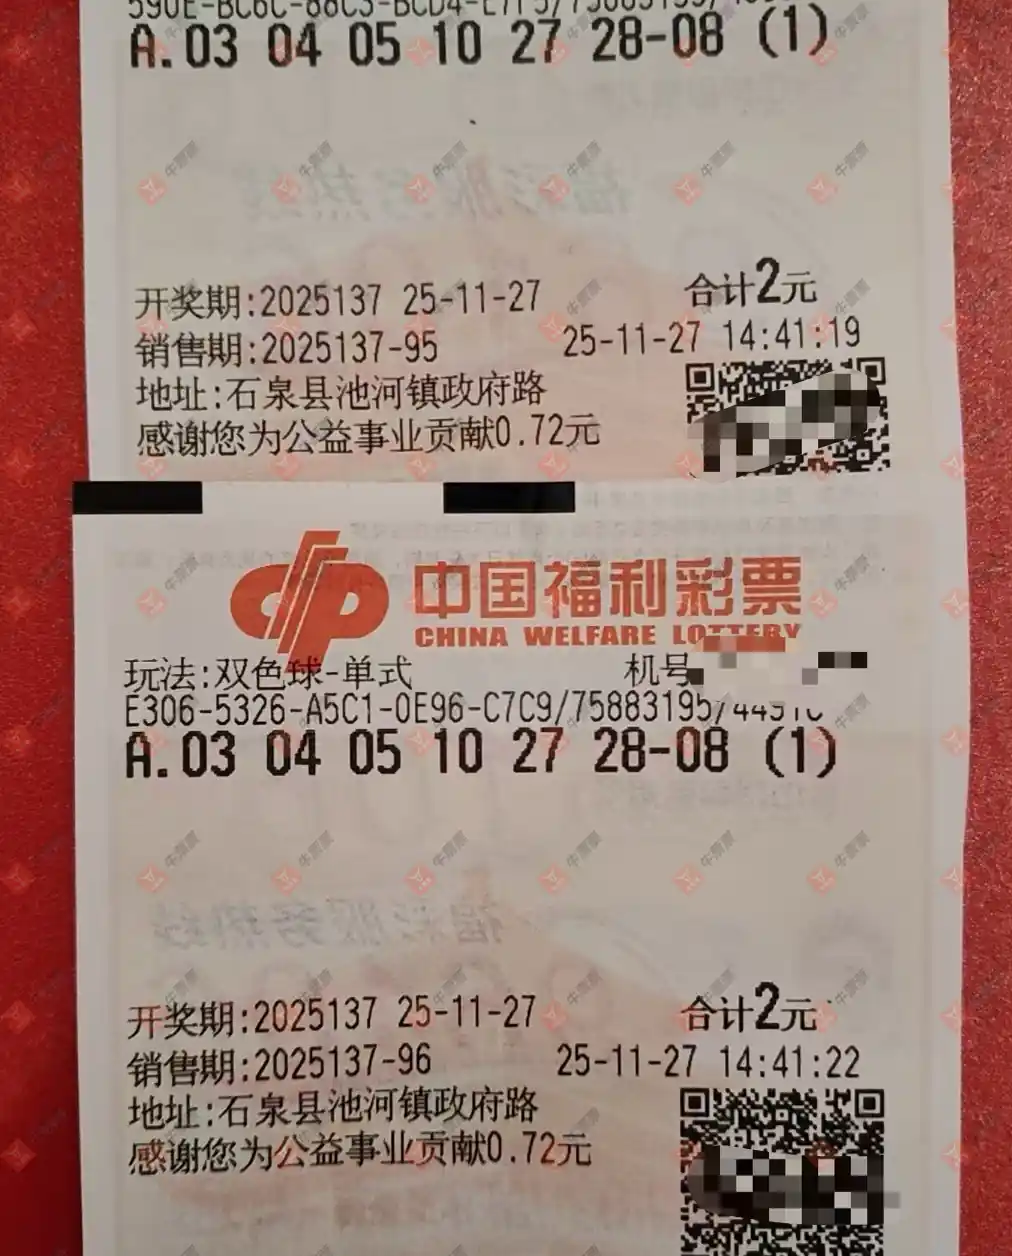 A.03 04 05 10 27 28-08 (1)
开奖期:2025137 25-11-27 合计2元
销售期:2025137-95 25-11-27 14:41:19
地址:石泉县池河镇政府路
感谢您为公益事业贡献0.72元
中国福利彩票
CHINA WELFARE LOTTERY
玩法:双色球-单式 机号
E306-5326-A5C1-0E96-C7C9/75883195/
A.03 04 05 10 27 28-08 (1)
福彩服务热线
开奖期:2025137 25-11-27 合计2元
销售期:2025137-96 25-11-27 14:41:22
地址:石泉县池河镇政府路
感谢您为公益事业贡献0.72元